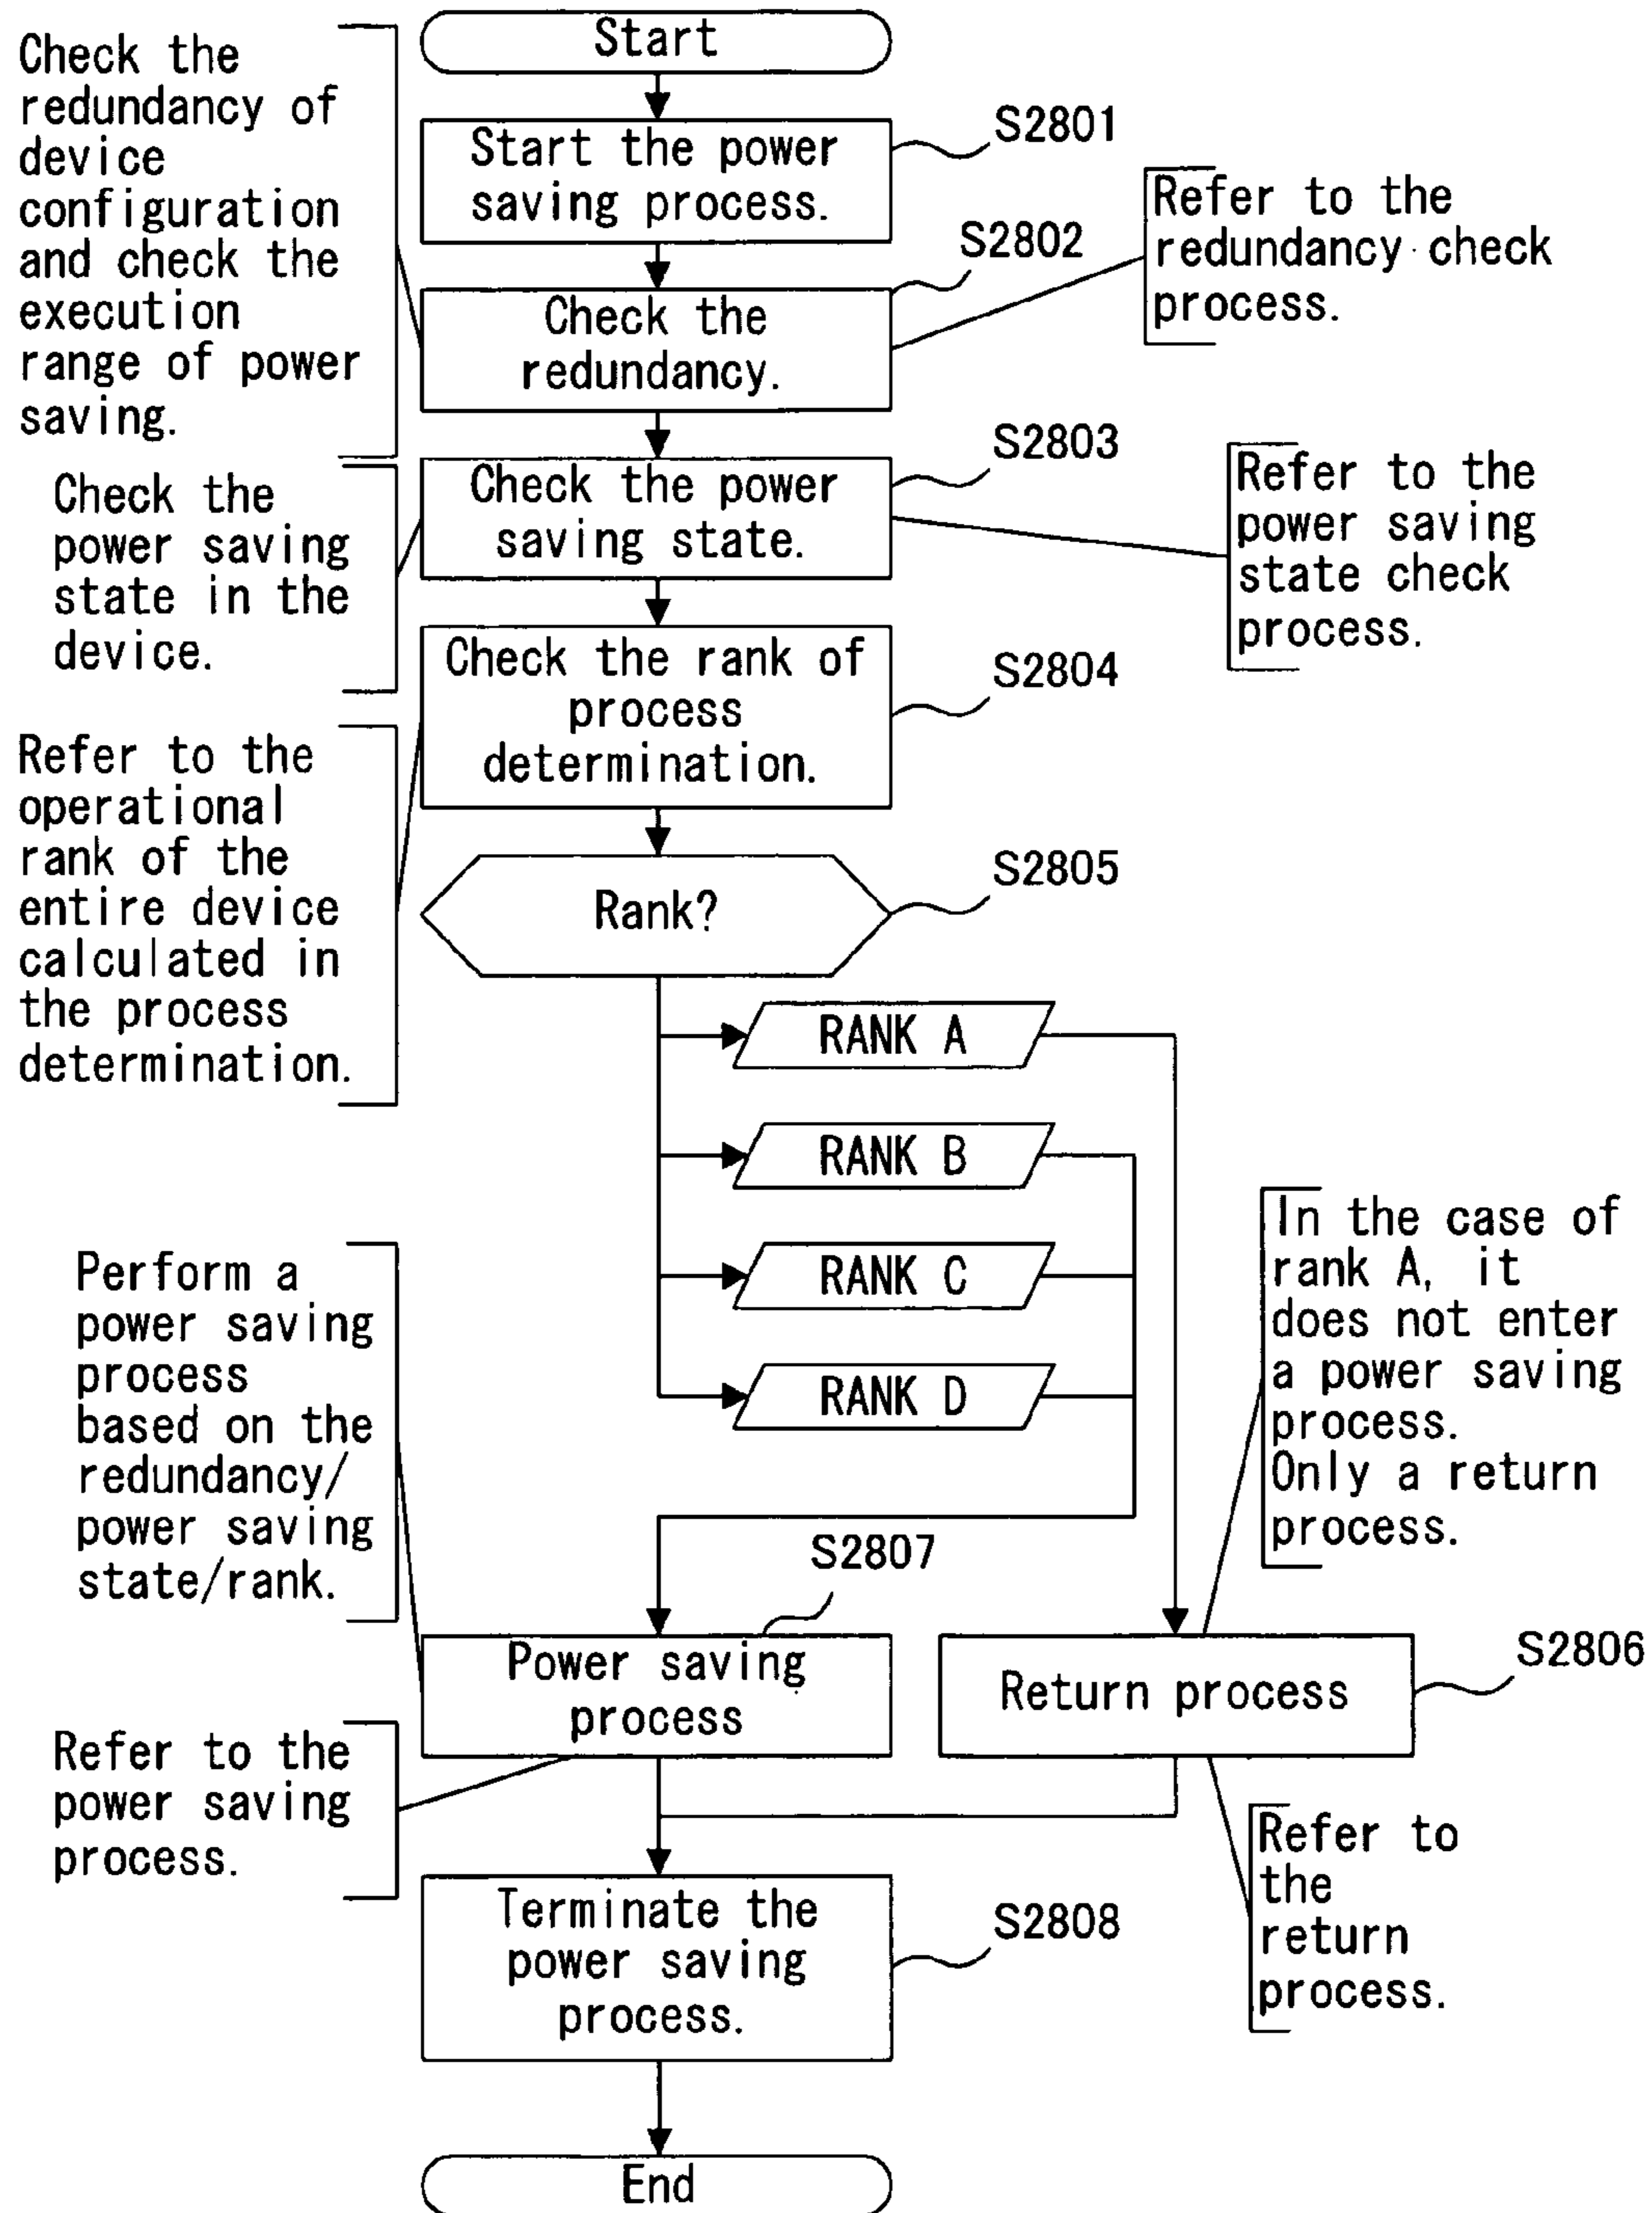 Start
Check the
redundancy of
device
configuration
and check the
execution
range of power
saving.
S2801
Start the power
saving process.
S2802
Refer to the
redundancy check
process.
Check the
redundancy.
S2803
Check the power
saving state.
Check the
power saving
state in the
device.
Refer to the
power saving
state check
process.
S2804
Check the rank of
process
determination.
Refer to the
operational
rank of the
entire device
calculated in
the process
determination.
S2805
Rank?
RANK A
RANK B
RANK C
RANK D
In the case of
rank A, it
does not enter
a power saving
process.
Only a return
process.
Perform a
power saving
process
based on the
redundancy/
power saving
state/rank.
S2807
Power saving
process
S2806
Return process
Refer to the
power saving
process.
Refer to
the
return
process.
S2808
Terminate the
power saving
process.
End